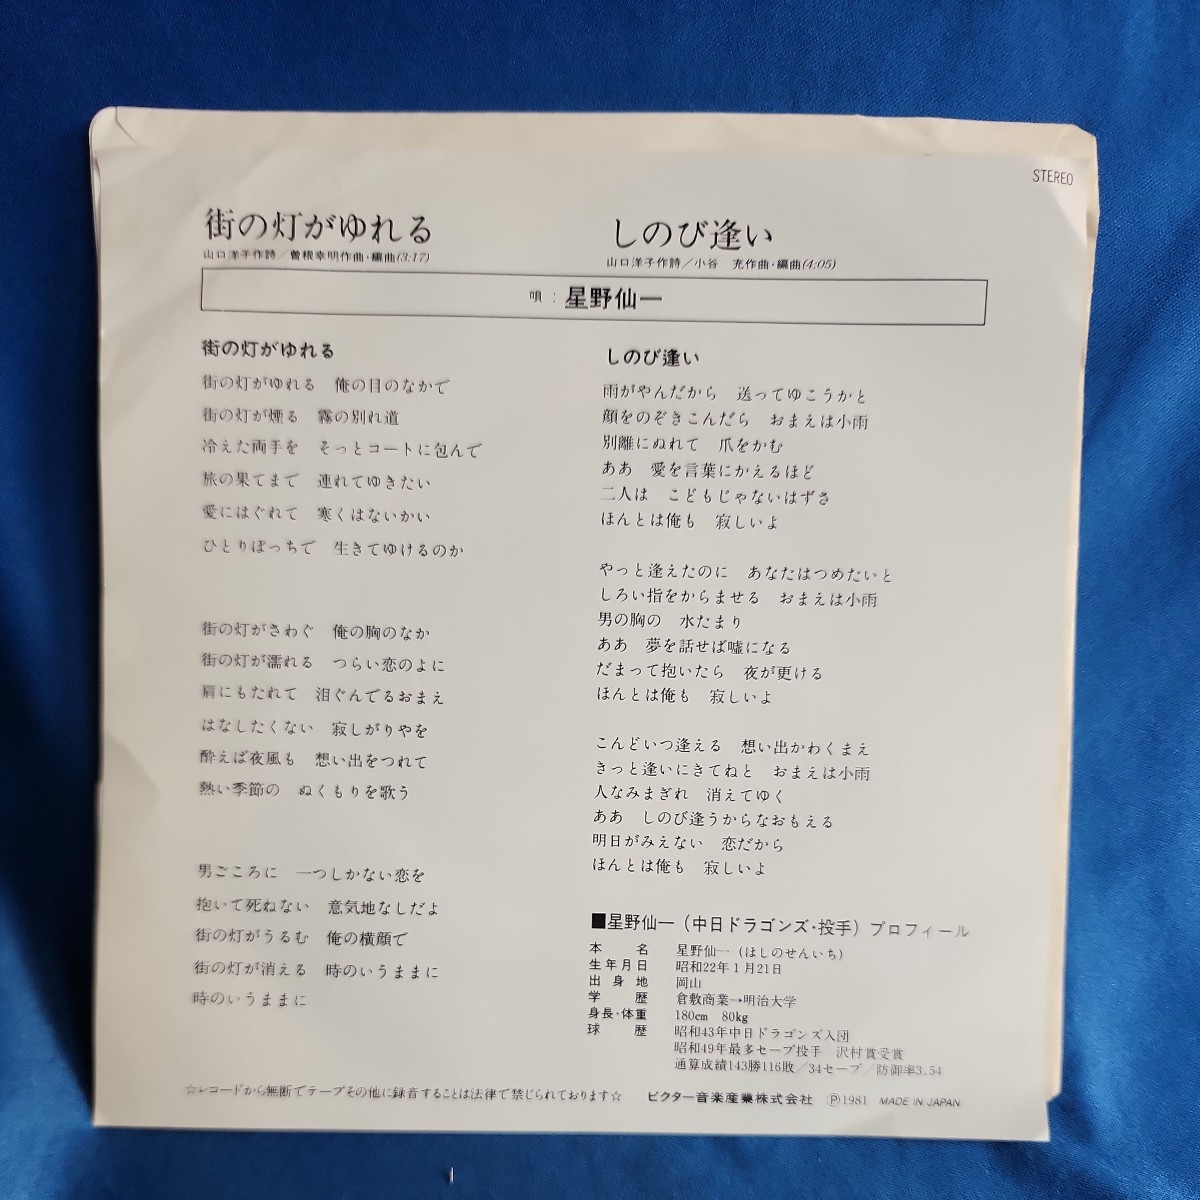 STEREO
街の灯がゆれる
山口洋子作詩／曽根幸明作曲・編曲(3:17)
しのび逢い
山口洋子作詩／小谷　充作曲・編曲(4:05)
唄：星野仙一
街の灯がゆれる
街の灯がゆれる　俺の目のなかで
街の灯が煙る　霧の別れ道
冷えた両手を　そっとコートに包んで
旅の果てまで　連れてゆきたい
愛にはぐれて　寒くはないかい
ひとりぼっちで　生きてゆけるのか
街の灯がさわぐ　俺の胸のなか
街の灯が濡れる　つらい恋のよに
肩にもたれて　泪ぐんでるおまえ
はなしたくない　寂しがりやを
酔えば夜風も　想い出をつれて
熱い季節の　ぬくもりを歌う
男ごころに　一つしかない恋を
抱いて死ねない　意気地なしだよ
街の灯がうるむ　俺の横顔で
街の灯が消える　時のいうままに
時のいうままに
しのび逢い
雨がやんだから　送ってゆこうかと
顔をのぞきこんだら　おまえは小雨
別離にぬれて　爪をかむ
ああ　愛を言葉にかえるほど
二人は　こどもじゃないはずさ
ほんとは俺も　寂しいよ
やっと逢えたのに　あなたはつめたいと
しろい指をからませる　おまえは小雨
男の胸の　水たまり
ああ　夢を話せば嘘になる
だまって抱いたら　夜が更ける
ほんとは俺も　寂しいよ
こんどいつ逢える　想い出かわくまえ
きっと逢いにきてねと　おまえは小雨
人なみまぎれ　消えてゆく
ああ　しのび逢うからなおもえる
明日がみえない　恋だから
ほんとは俺も　寂しいよ
■星野仙一（中日ドラゴンズ・投手）プロフィール
本名　星野仙一（ほしのせんいち）
生年月日　昭和22年1月21日
出身地　岡山
学歴　倉敷商業→明治大学
身長・体重　180cm　80kg
球歴　昭和43年中日ドラゴンズ入団
昭和49年最多セーブ投手　沢村賞受賞
通算成績143勝116敗／34セーブ／防御率3.54
☆レコードから無断でテープその他に録音することは法律で禁じられております☆　ビクター音楽産業株式会社　Ⓟ1981　MADE IN JAPAN